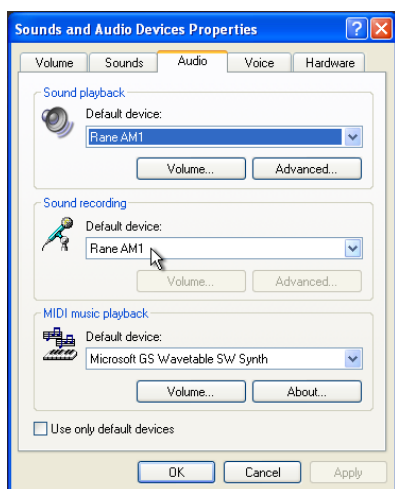 Sounds and Audio Devices Properties
Volume Sounds Audio Voice Hardware
Sound playback
Default device:
Rane AM1
Volume... Advanced...
Sound recording
Default device:
Rane AM1
Volume... Advanced...
MIDI music playback
Default device:
Microsoft GS Wavetable SW Synth
Volume... About...
Use only default devices
OK Cancel Apply